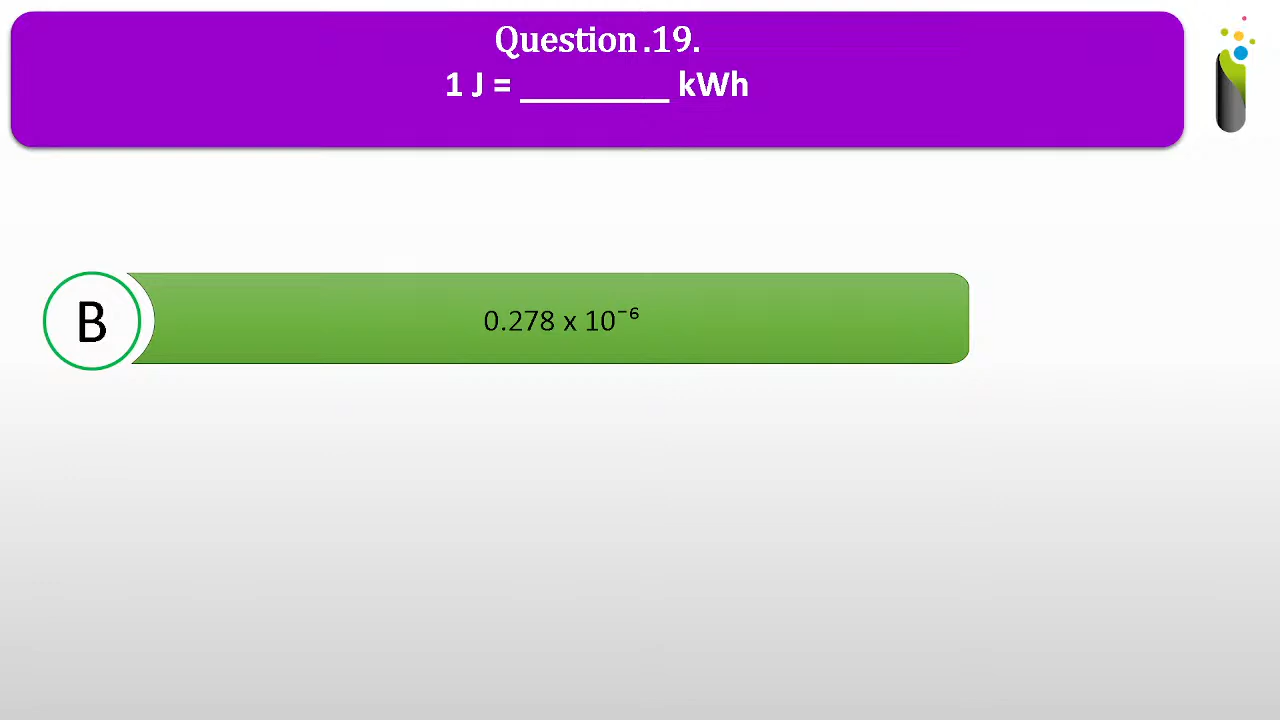 Question .19.
1 J = _________ kWh
B
0.278 x 10⁻⁶